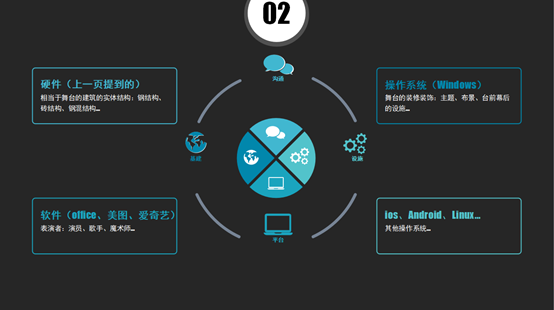 02
硬件（上一页提到的）
相当于舞台的建筑的实体结构：钢结构、
砖结构、钢混结构...
沟通
操作系统（Windows）
舞台的装修装饰：主题、布景、台前幕后
的设施...
设施
软件（office、美图、爱奇艺）
表演者：演员、歌手、魔术师...
平台
ios、Android、Linux...
其他操作系统...